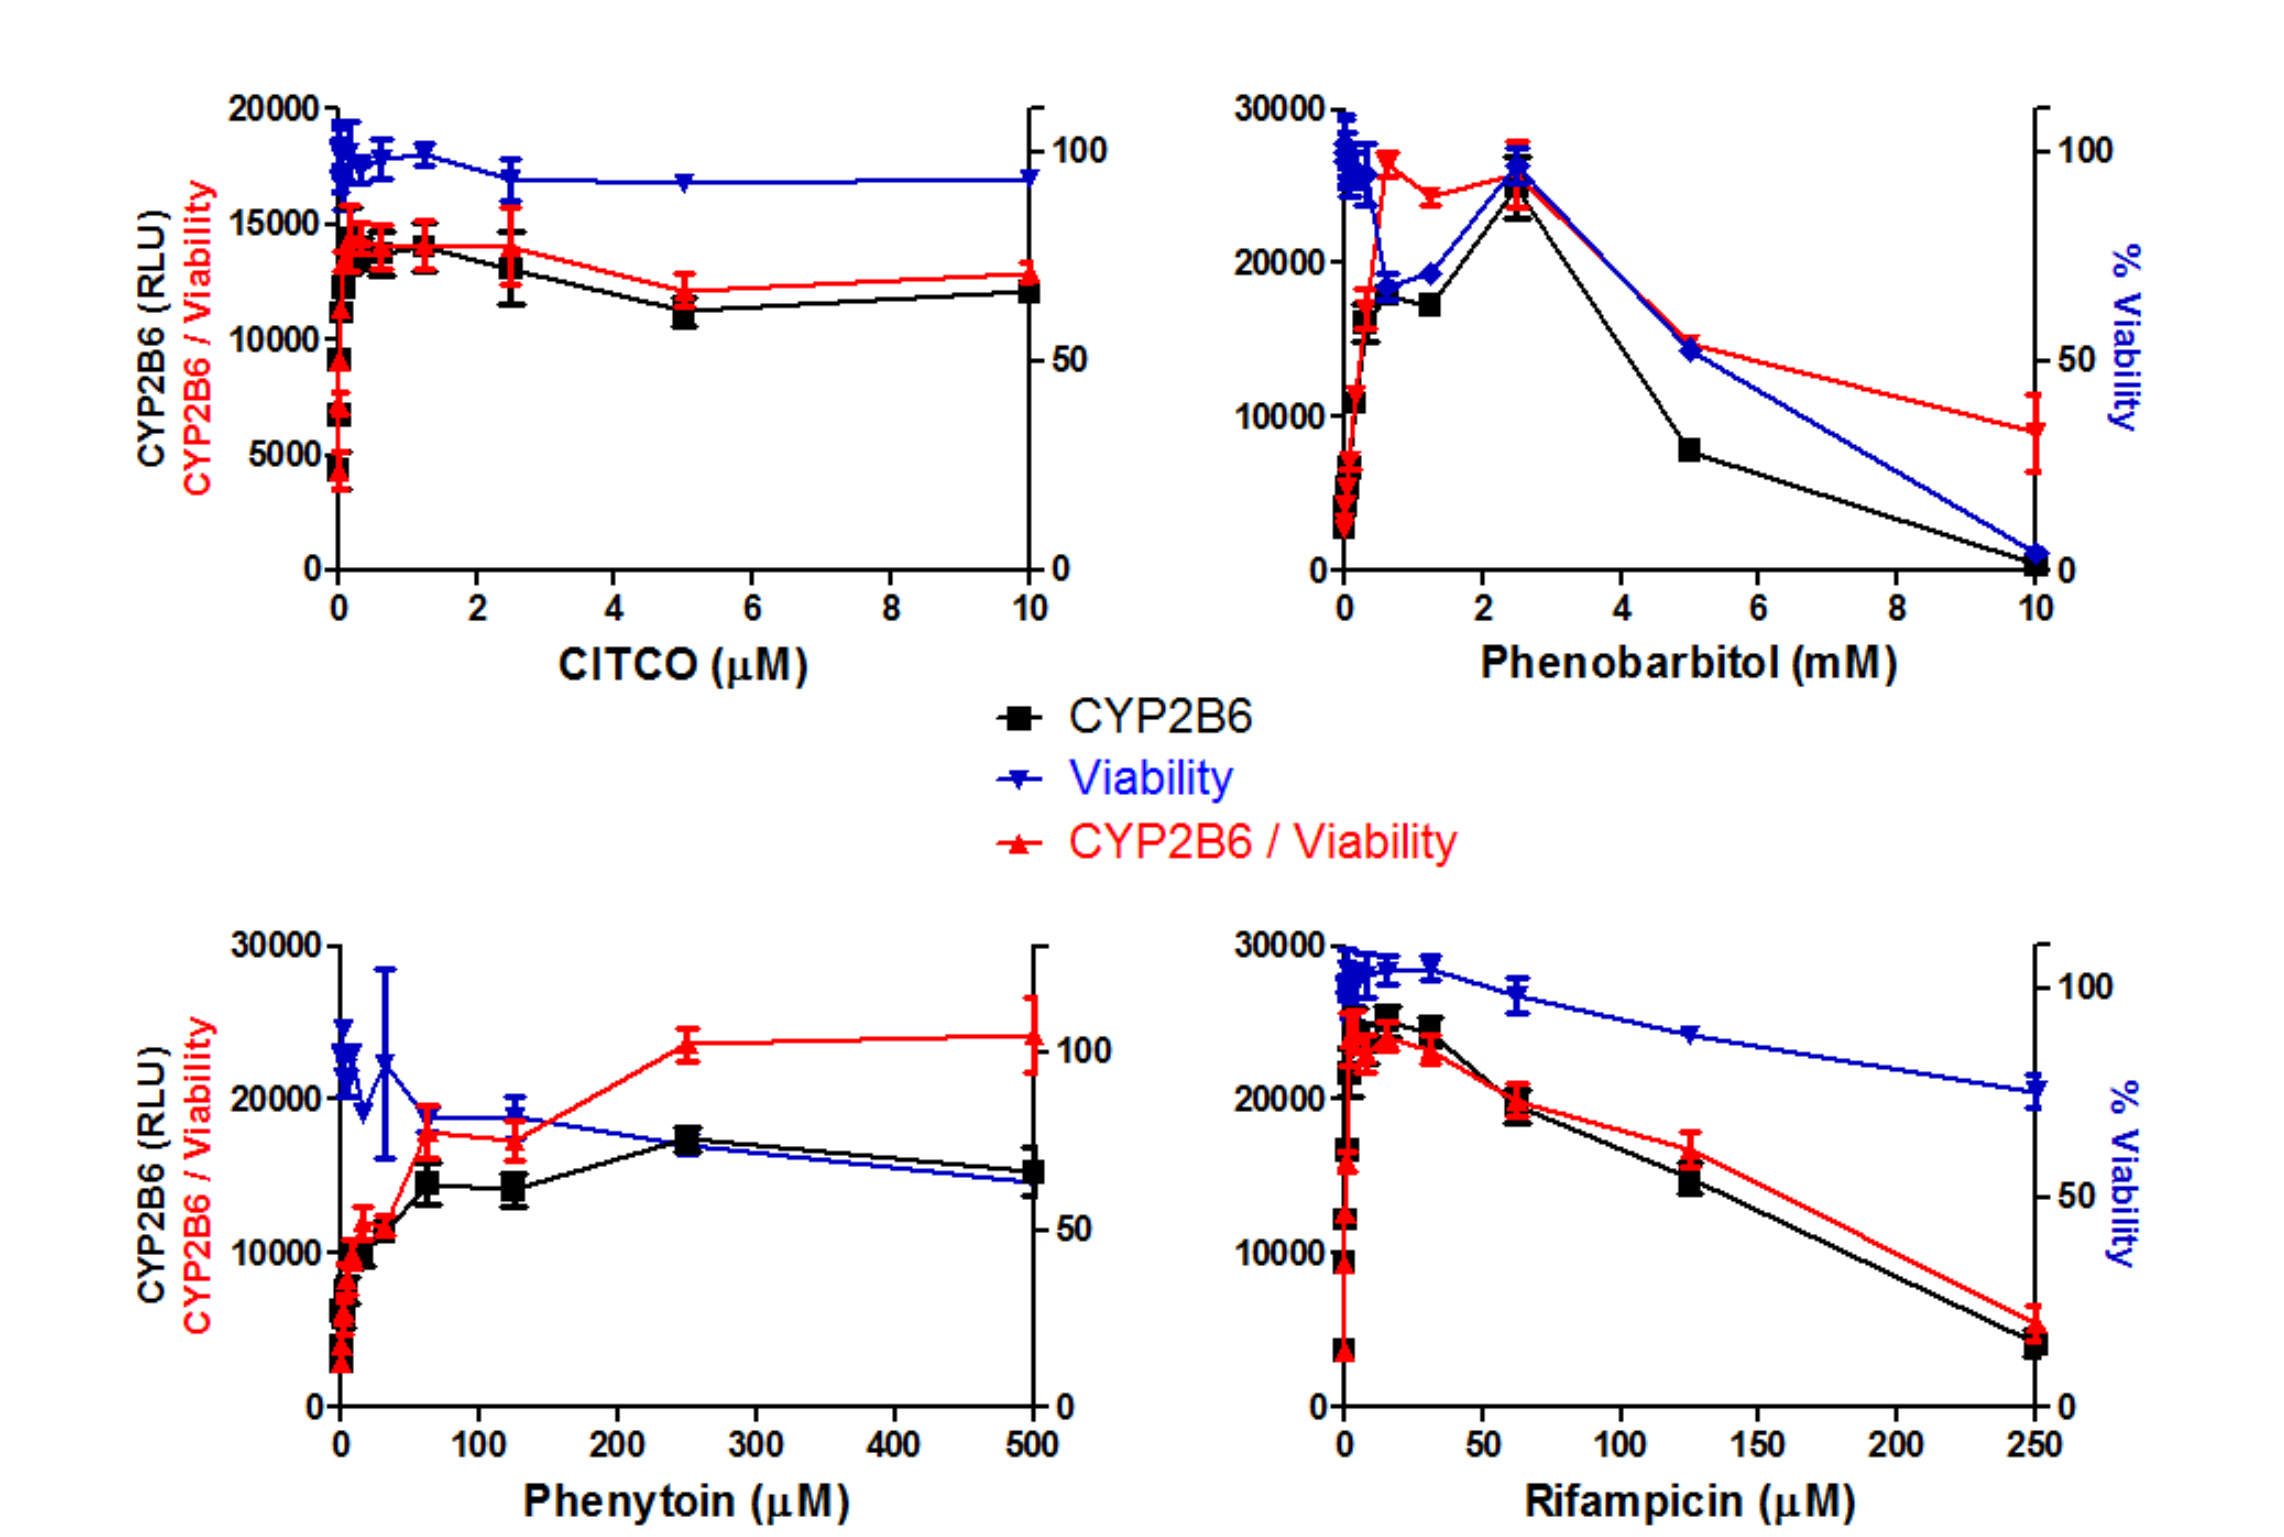 CYP2B6 (RLU)
CYP2B6 / Viability
20000
15000
10000
5000
0
100
50
0
0 2 4 6 8 10
CITCO (μM)
30000
20000
10000
0
100
50
0
% Viability
0 2 4 6 8 10
Phenobarbitol (mM)
CYP2B6
Viability
CYP2B6 / Viability
CYP2B6 (RLU)
CYP2B6 / Viability
30000
20000
10000
0
100
50
0
0 100 200 300 400 500
Phenytoin (μM)
30000
20000
10000
0
100
50
0
% Viability
0 50 100 150 200 250
Rifampicin (μM)